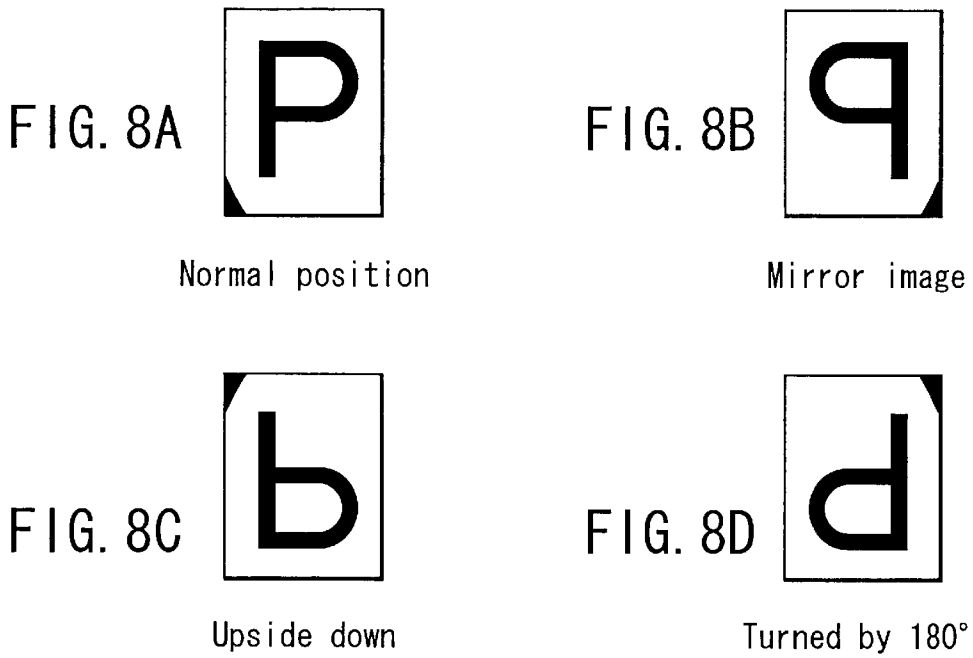 FIG. 8A
P
Normal position
FIG. 8B
Mirror image
FIG. 8C
Upside down
FIG. 8D
Turned by 180°